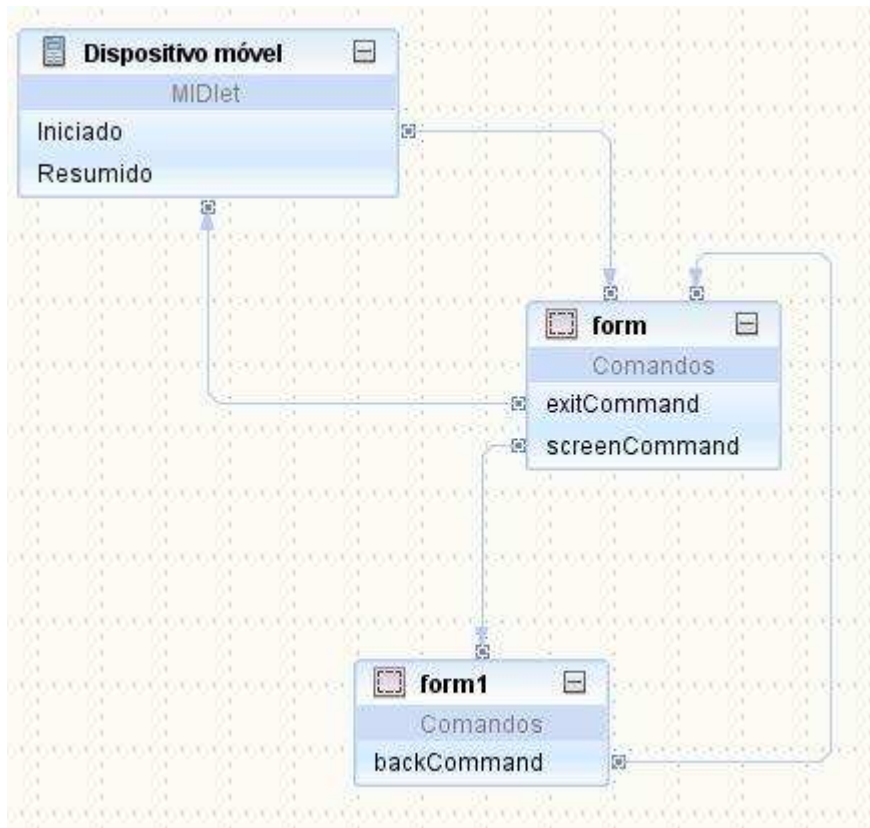 Dispositivo móvel
MIDlet
Iniciado
Resumido
form
Comandos
exitCommand
screenCommand
form1
Comandos
backCommand